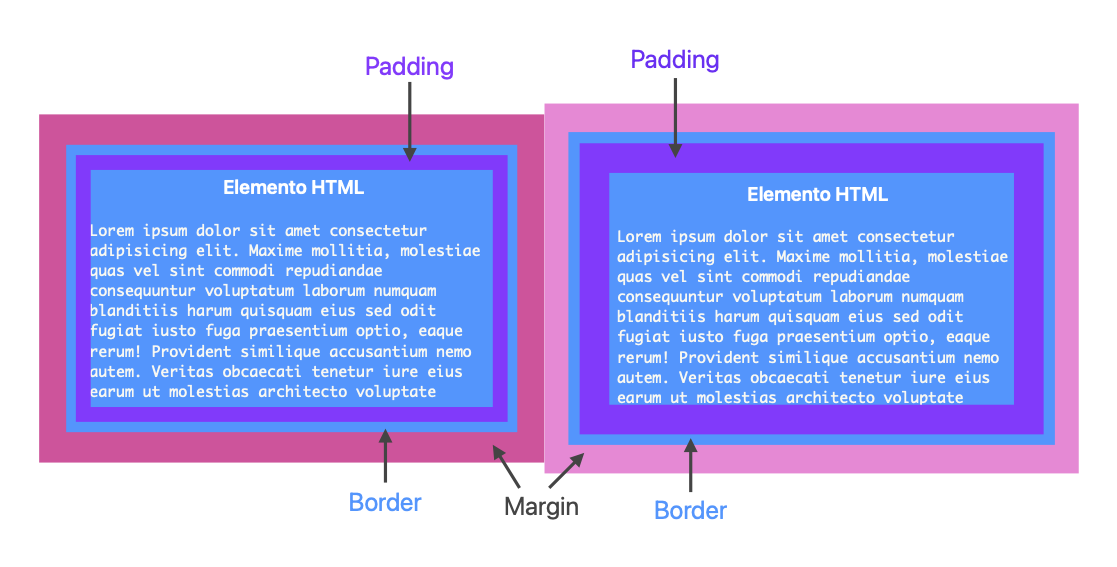 Padding
Padding
Elemento HTML
Lorem ipsum dolor sit amet consectetur
adipisicing elit. Maxime mollitia, molestiae
quas vel sint commodi repudiandae
consequuntur voluptatum laborum numquam
blanditiis harum quisquam eius sed odit
fugiat iusto fuga praesentium optio, eaque
rerum! Provident similique accusantium nemo
autem. Veritas obcaecati tenetur iure eius
earum ut molestias architecto voluptate
Elemento HTML
Lorem ipsum dolor sit amet consectetur
adipisicing elit. Maxime mollitia, molestiae
quas vel sint commodi repudiandae
consequuntur voluptatum laborum numquam
blanditiis harum quisquam eius sed odit
fugiat iusto fuga praesentium optio, eaque
rerum! Provident similique accusantium nemo
autem. Veritas obcaecati tenetur iure eius
earum ut molestias architecto voluptate
Border
Margin
Border